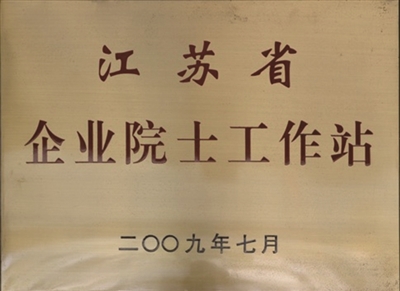 江苏省
企业院士工作站
二〇〇九年七月